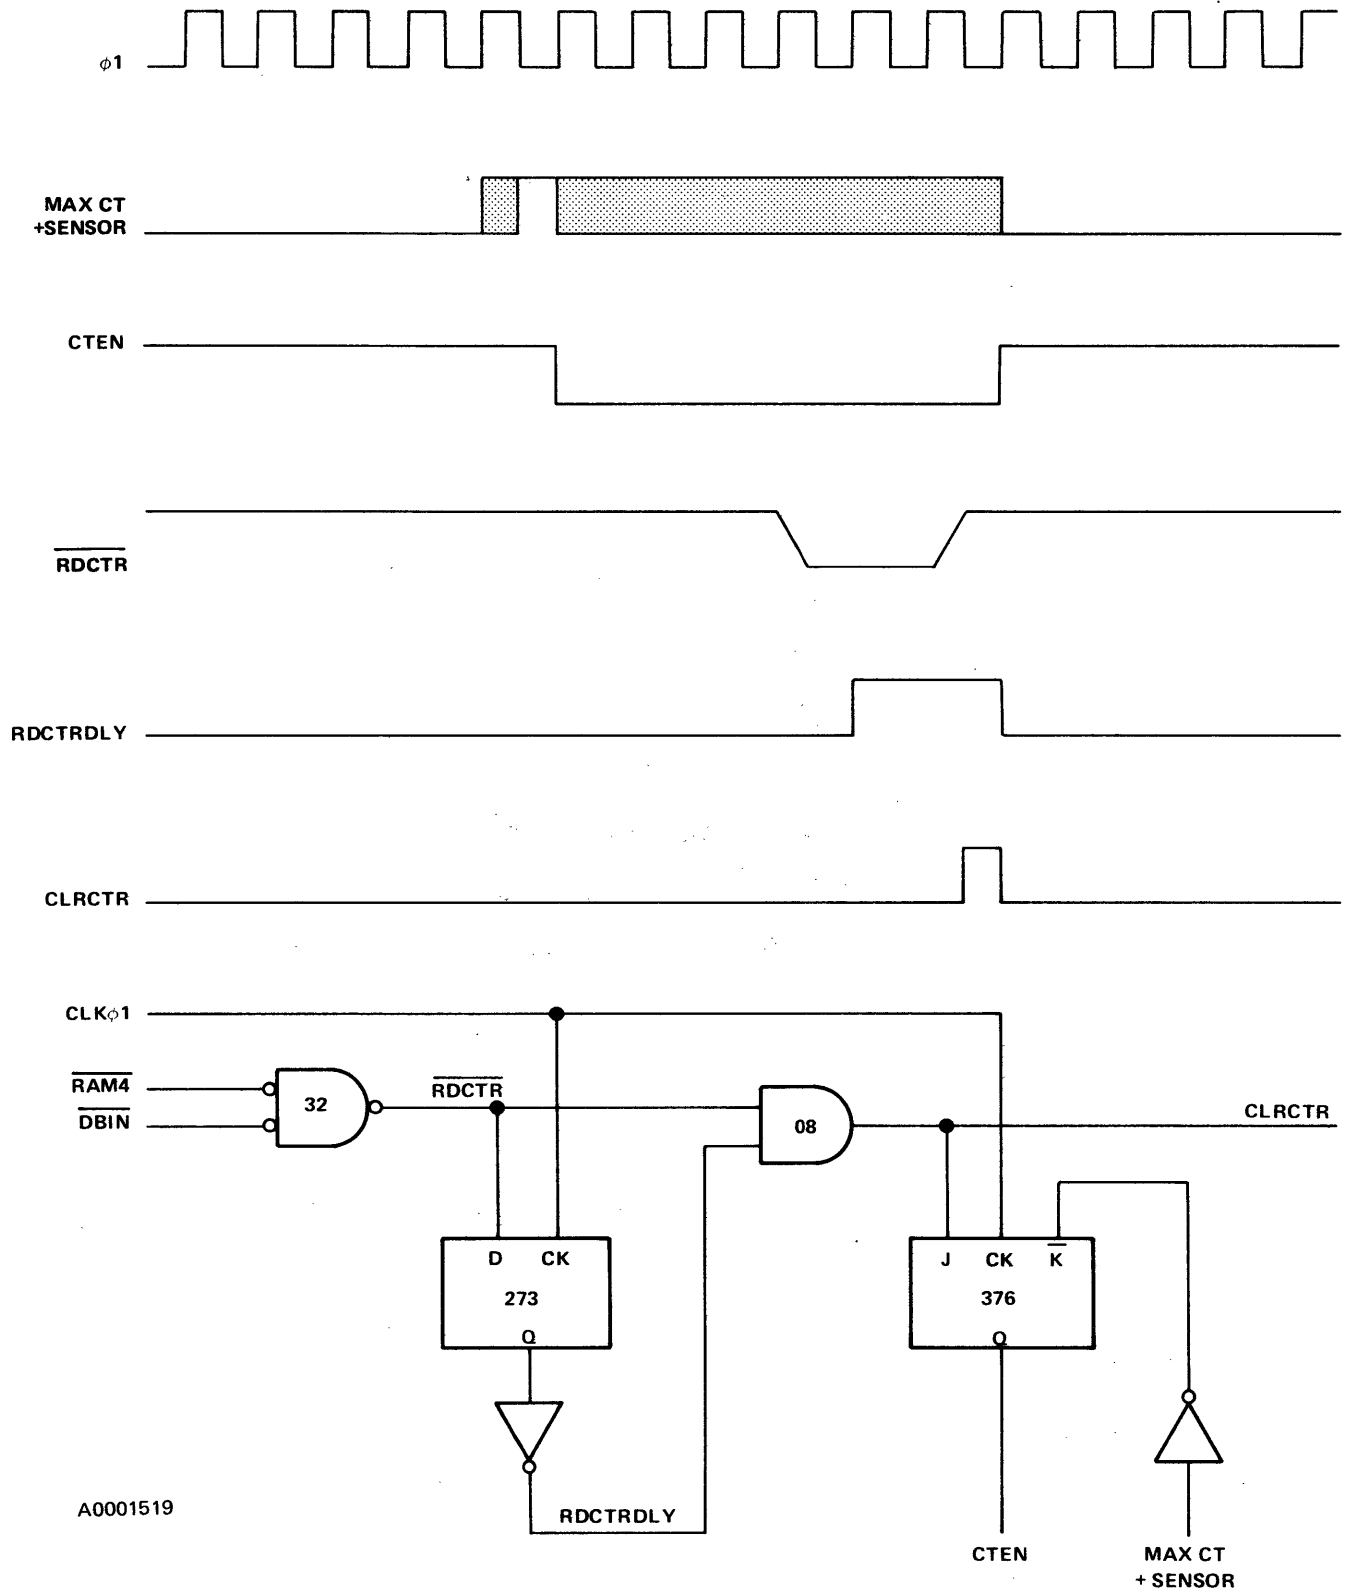 φ1
MAX CT
+SENSOR
CTEN
RDCTR
RDCTRDLY
CLRCTR
CLKφ1
RAM4
DBIN
32
RDCTR
08
CLRCTR
D CK
273
Q
J CK K
376
Q
RDCTRDLY
A0001519
CTEN
MAX CT
+ SENSOR